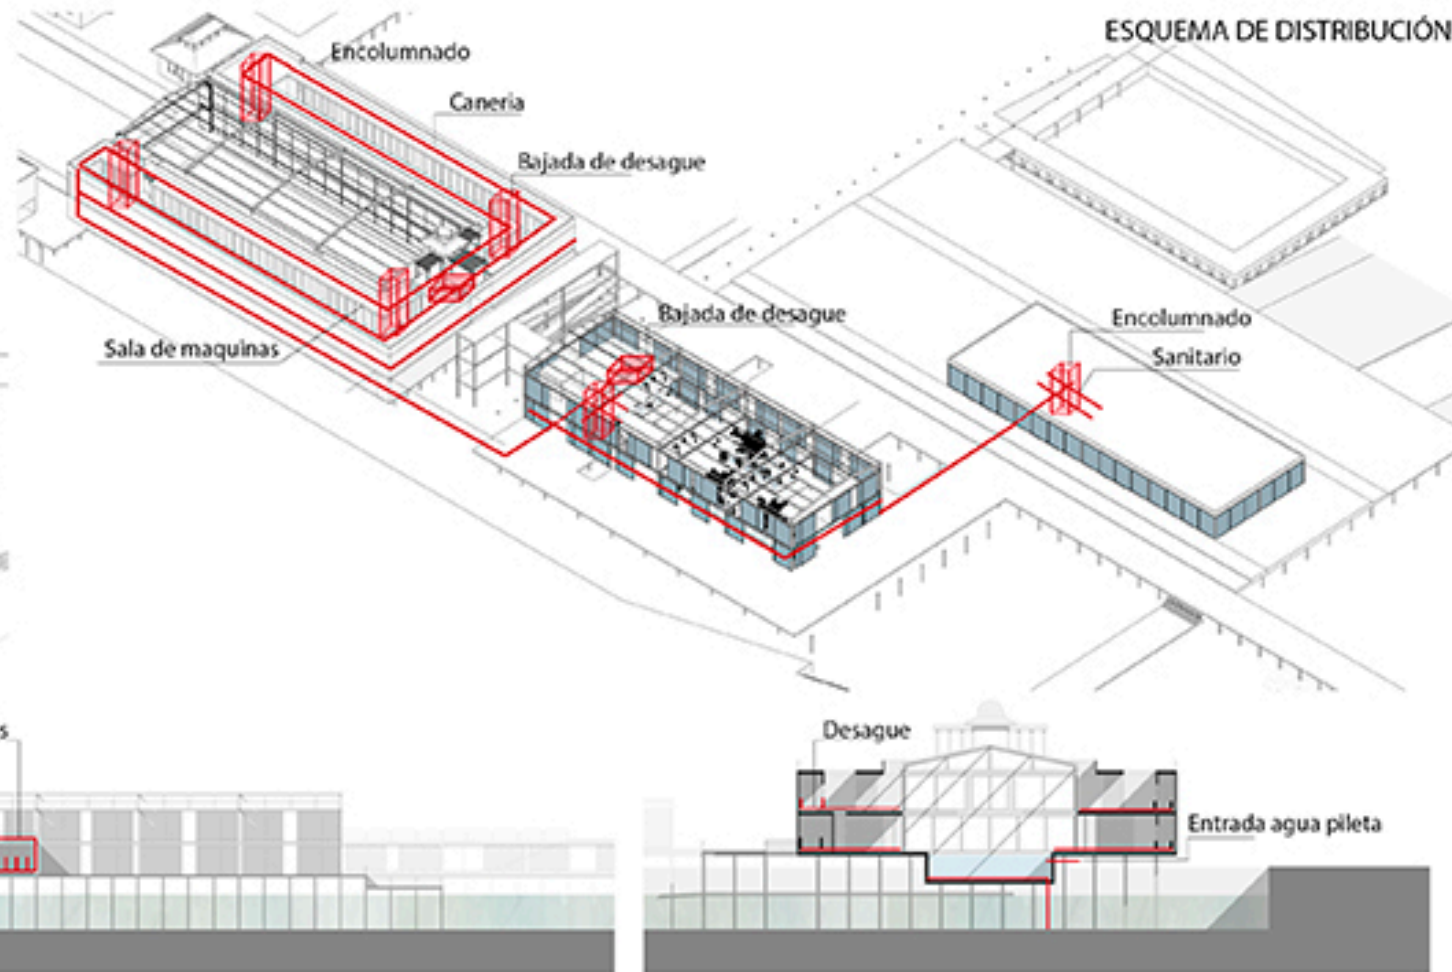 ESQUEMA DE DISTRIBUCIÓN
Encolumnado
Caneria
Bajada de desague
Sala de maquinas
Bajada de desague
Encolumnado
Sanitario
s
Desague
Entrada agua pileta